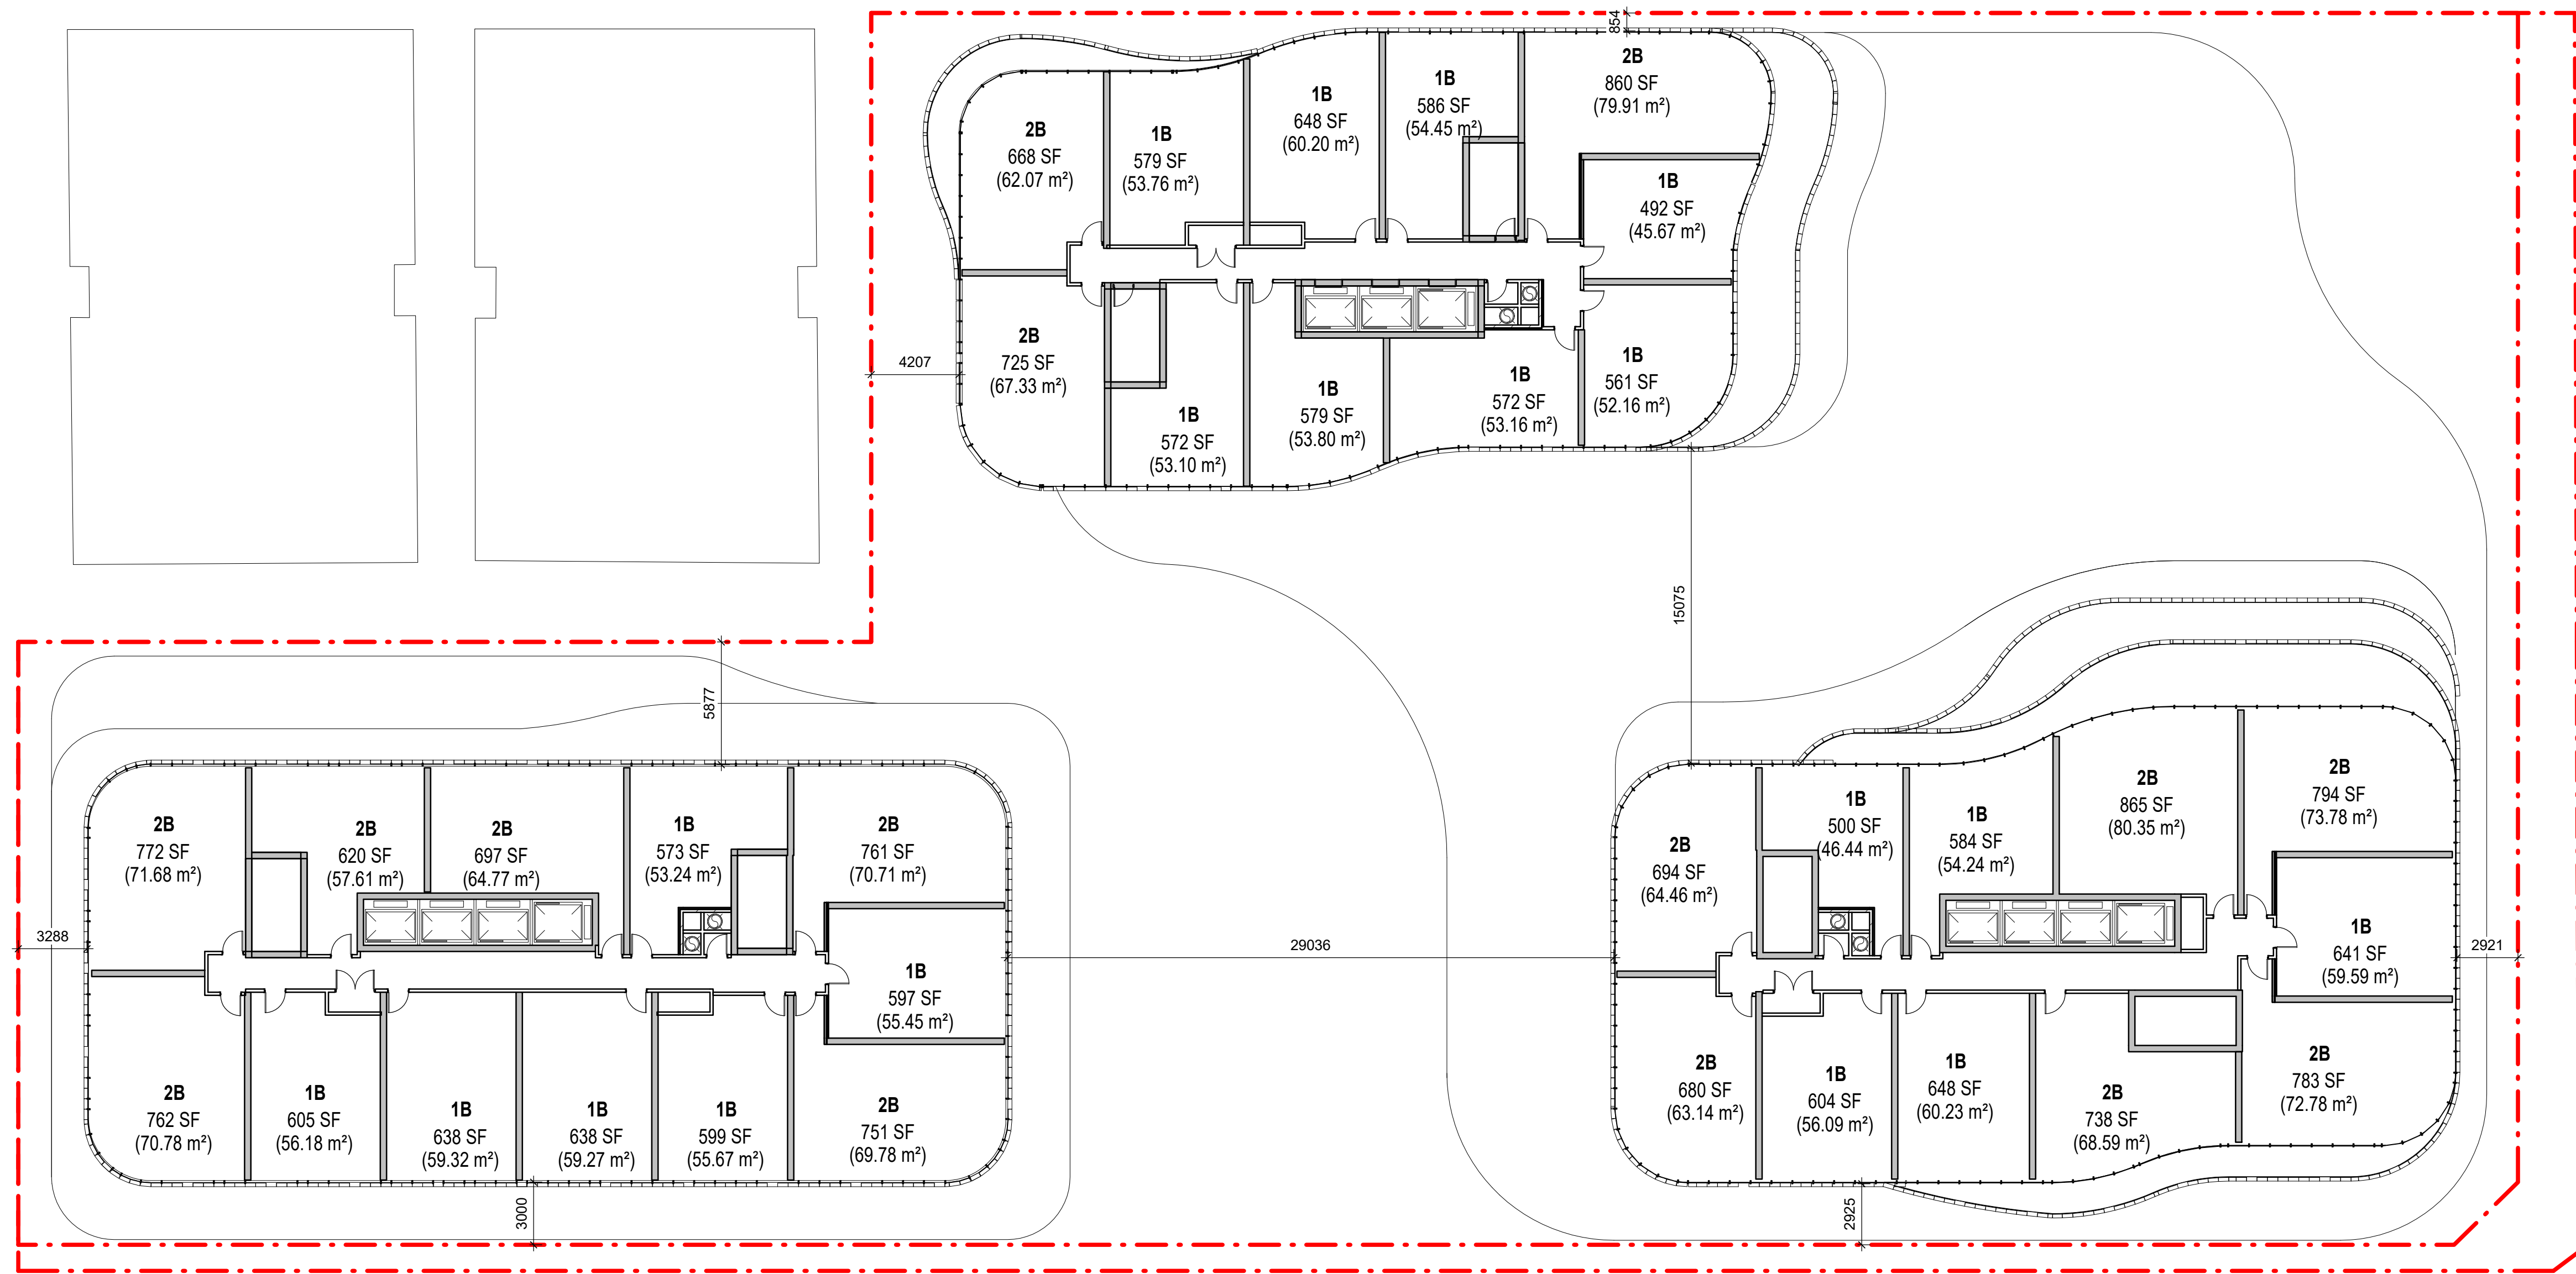 854
2B
860 SF
(79.91 m²)
1B
586 SF
(54.45 m²)
1B
648 SF
(60.20 m²)
2B
668 SF
(62.07 m²)
1B
579 SF
(53.76 m²)
1B
492 SF
(45.67 m²)
2B
725 SF
(67.33 m²)
4207
1B
572 SF
(53.10 m²)
1B
579 SF
(53.80 m²)
1B
572 SF
(53.16 m²)
1B
561 SF
(52.16 m²)
15075
5877
2B
772 SF
(71.68 m²)
2B
620 SF
(57.61 m²)
2B
697 SF
(64.77 m²)
1B
573 SF
(53.24 m²)
2B
761 SF
(70.71 m²)
3288
1B
597 SF
(55.45 m²)
29036
2B
762 SF
(70.78 m²)
1B
605 SF
(56.18 m²)
1B
638 SF
(59.32 m²)
1B
638 SF
(59.27 m²)
1B
599 SF
(55.67 m²)
2B
751 SF
(69.78 m²)
3000
2B
694 SF
(64.46 m²)
1B
500 SF
(46.44 m²)
1B
584 SF
(54.24 m²)
2B
865 SF
(80.35 m²)
2B
794 SF
(73.78 m²)
1B
641 SF
(59.59 m²)
2921
2B
680 SF
(63.14 m²)
1B
604 SF
(56.09 m²)
1B
648 SF
(60.23 m²)
2B
738 SF
(68.59 m²)
2B
783 SF
(72.78 m²)
2925